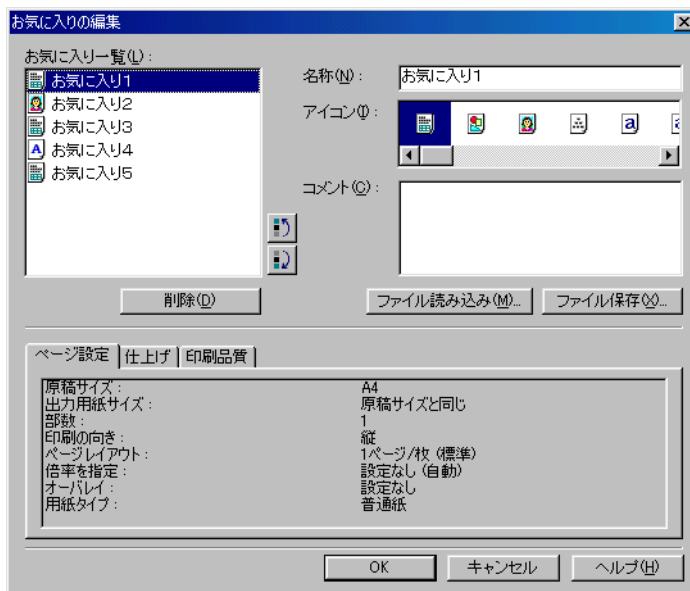 お気に入りの編集
お気に入り一覧(L):
お気に入り1
お気に入り2
お気に入り3
お気に入り4
お気に入り5
名称(N): お気に入り1
アイコン(I):
コメント(C):
削除(D) ファイル読み込み(M)... ファイル保存(X)...
ページ設定 仕上げ 印刷品質
原稿サイズ: A4
出力用紙サイズ: 原稿サイズと同じ
部数: 1
印刷の向き: 縦
ページレイアウト: 1ページ/枚 (標準)
倍率を指定: 設定なし (自動)
オーバレイ: 設定なし
用紙タイプ: 普通紙
OK キャンセル ヘルプ(H)